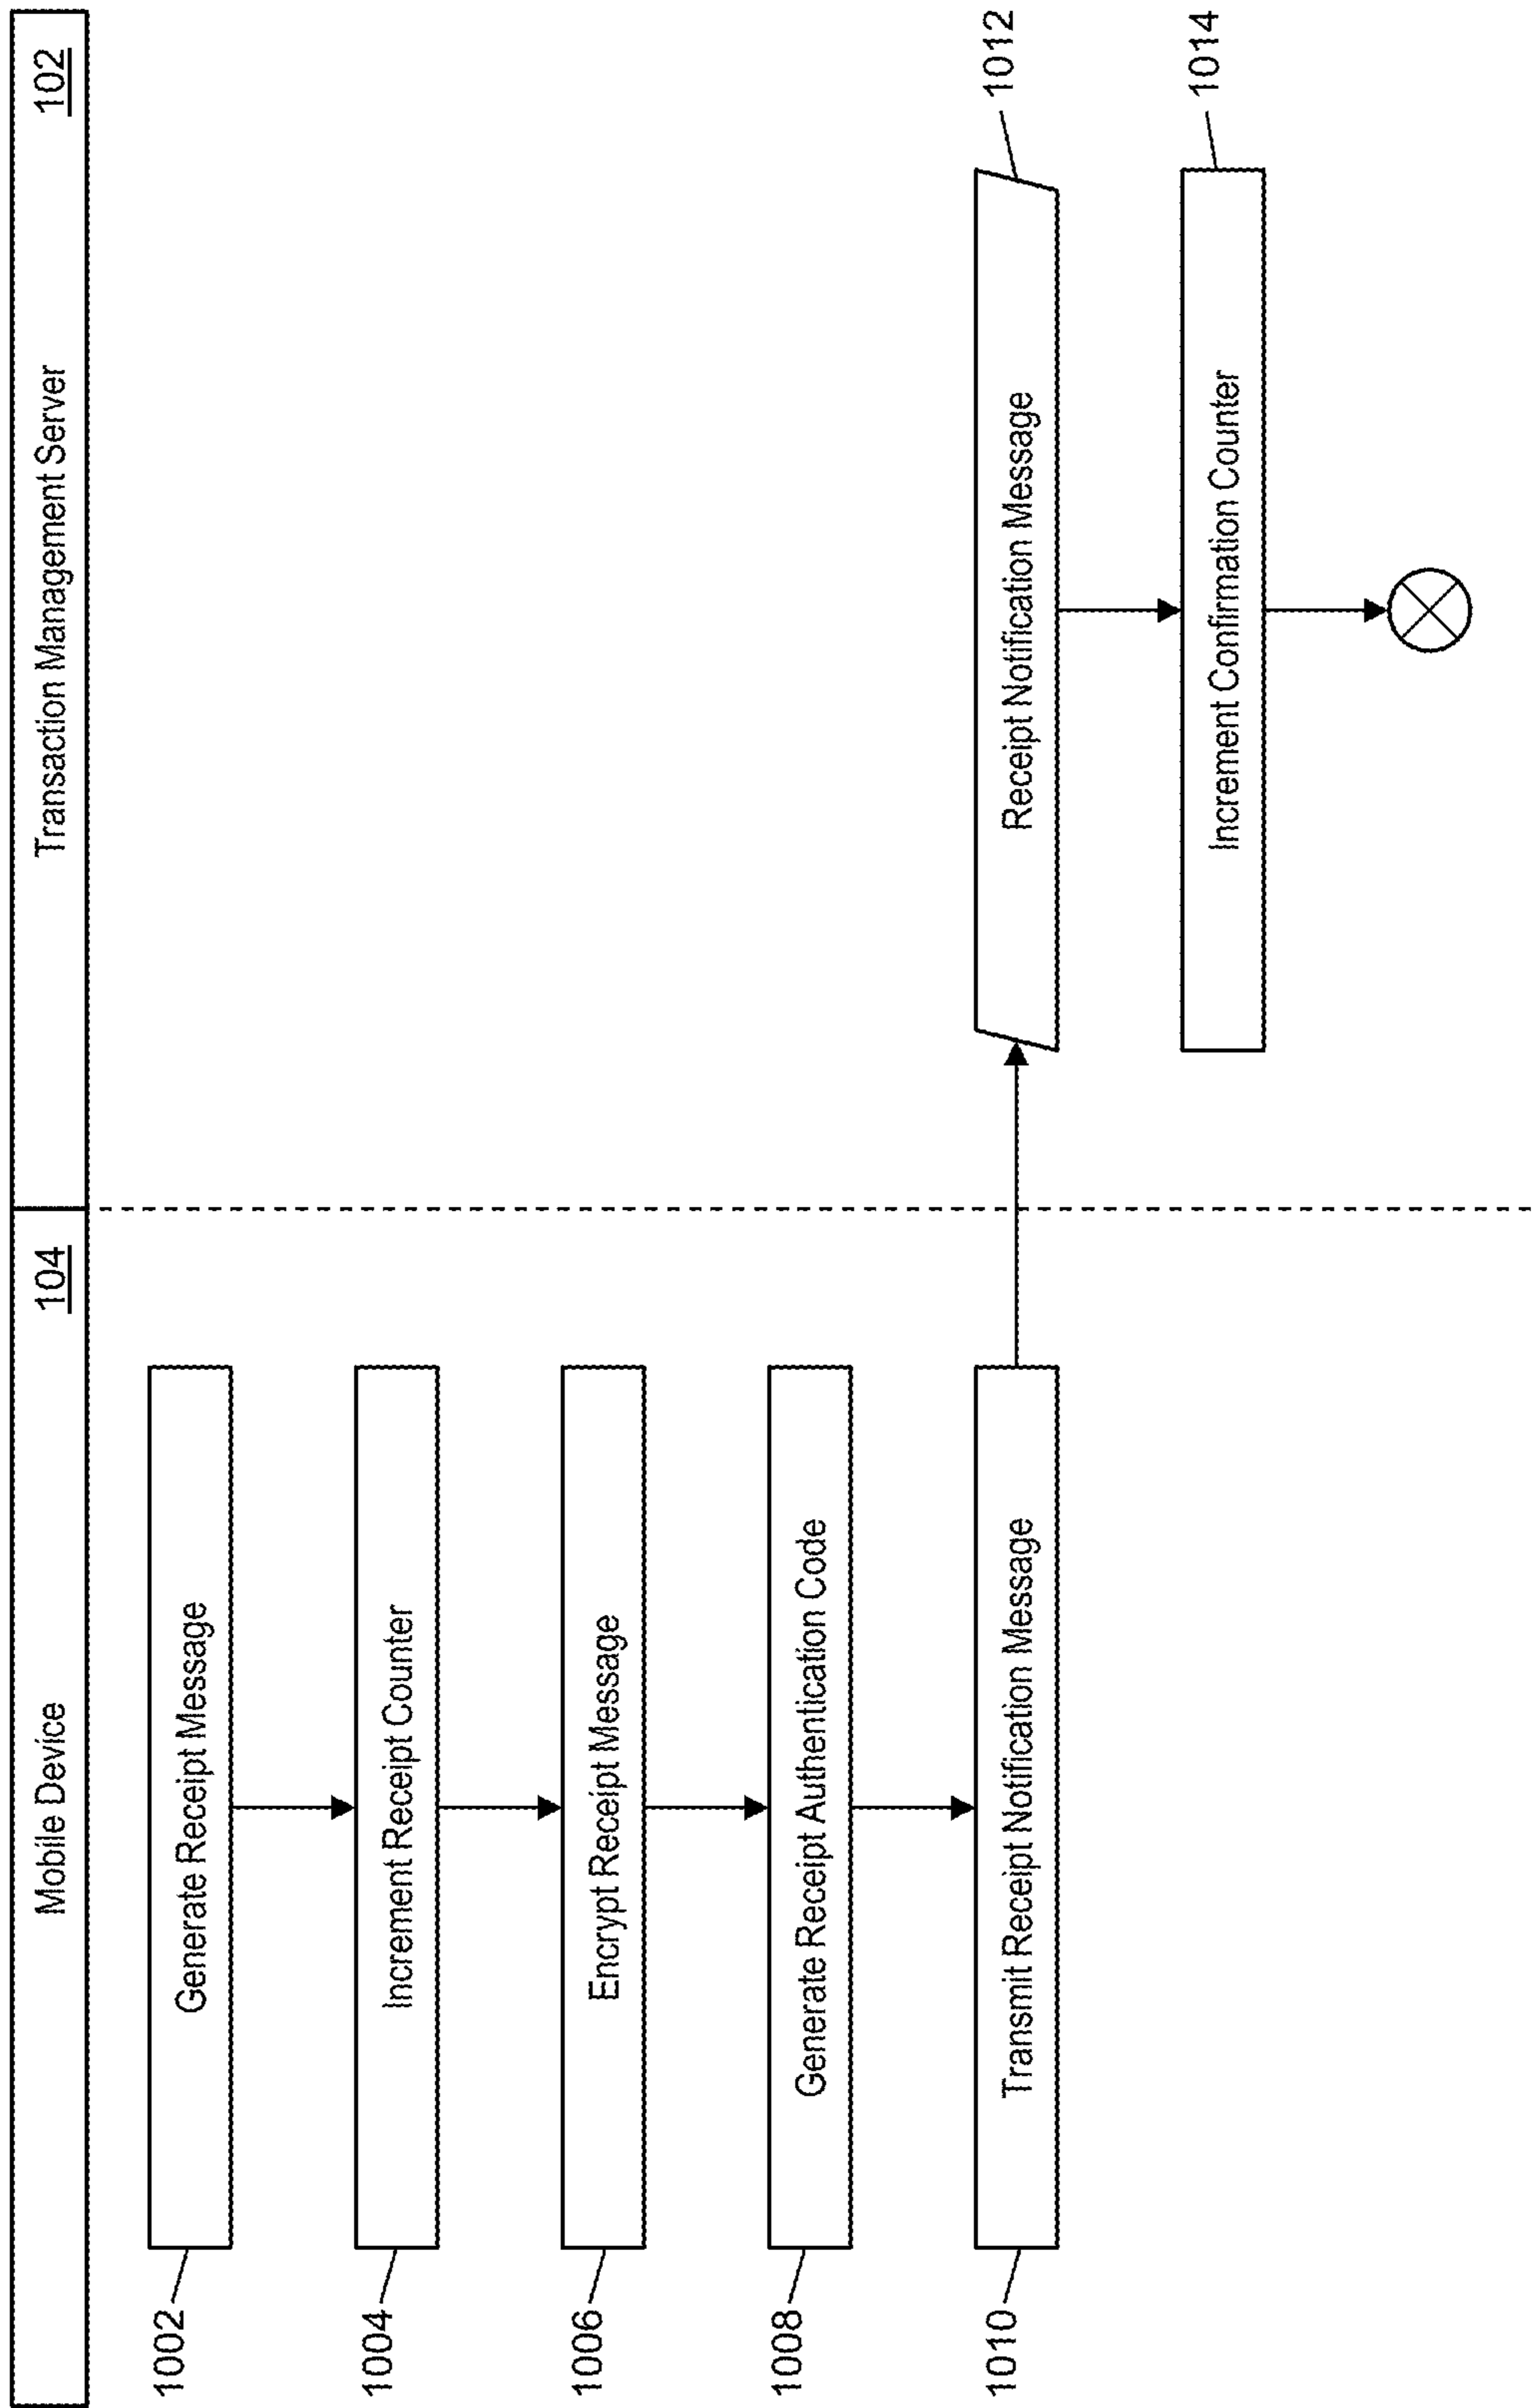 Mobile Device
104
Transaction Management Server
102
1002
Generate Receipt Message
1004
Increment Receipt Counter
1006
Encrypt Receipt Message
1008
Generate Receipt Authentication Code
1010
Transmit Receipt Notification Message
Receipt Notification Message
1012
Increment Confirmation Counter
1014